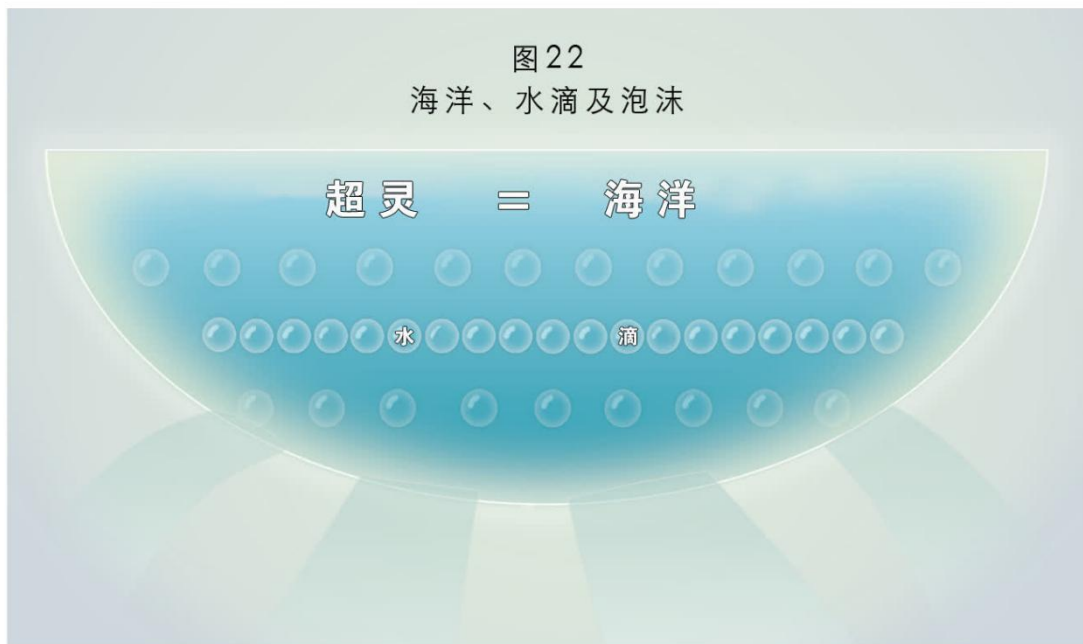 图22
海洋、水滴及泡沫
超灵 = 海洋
水 滴